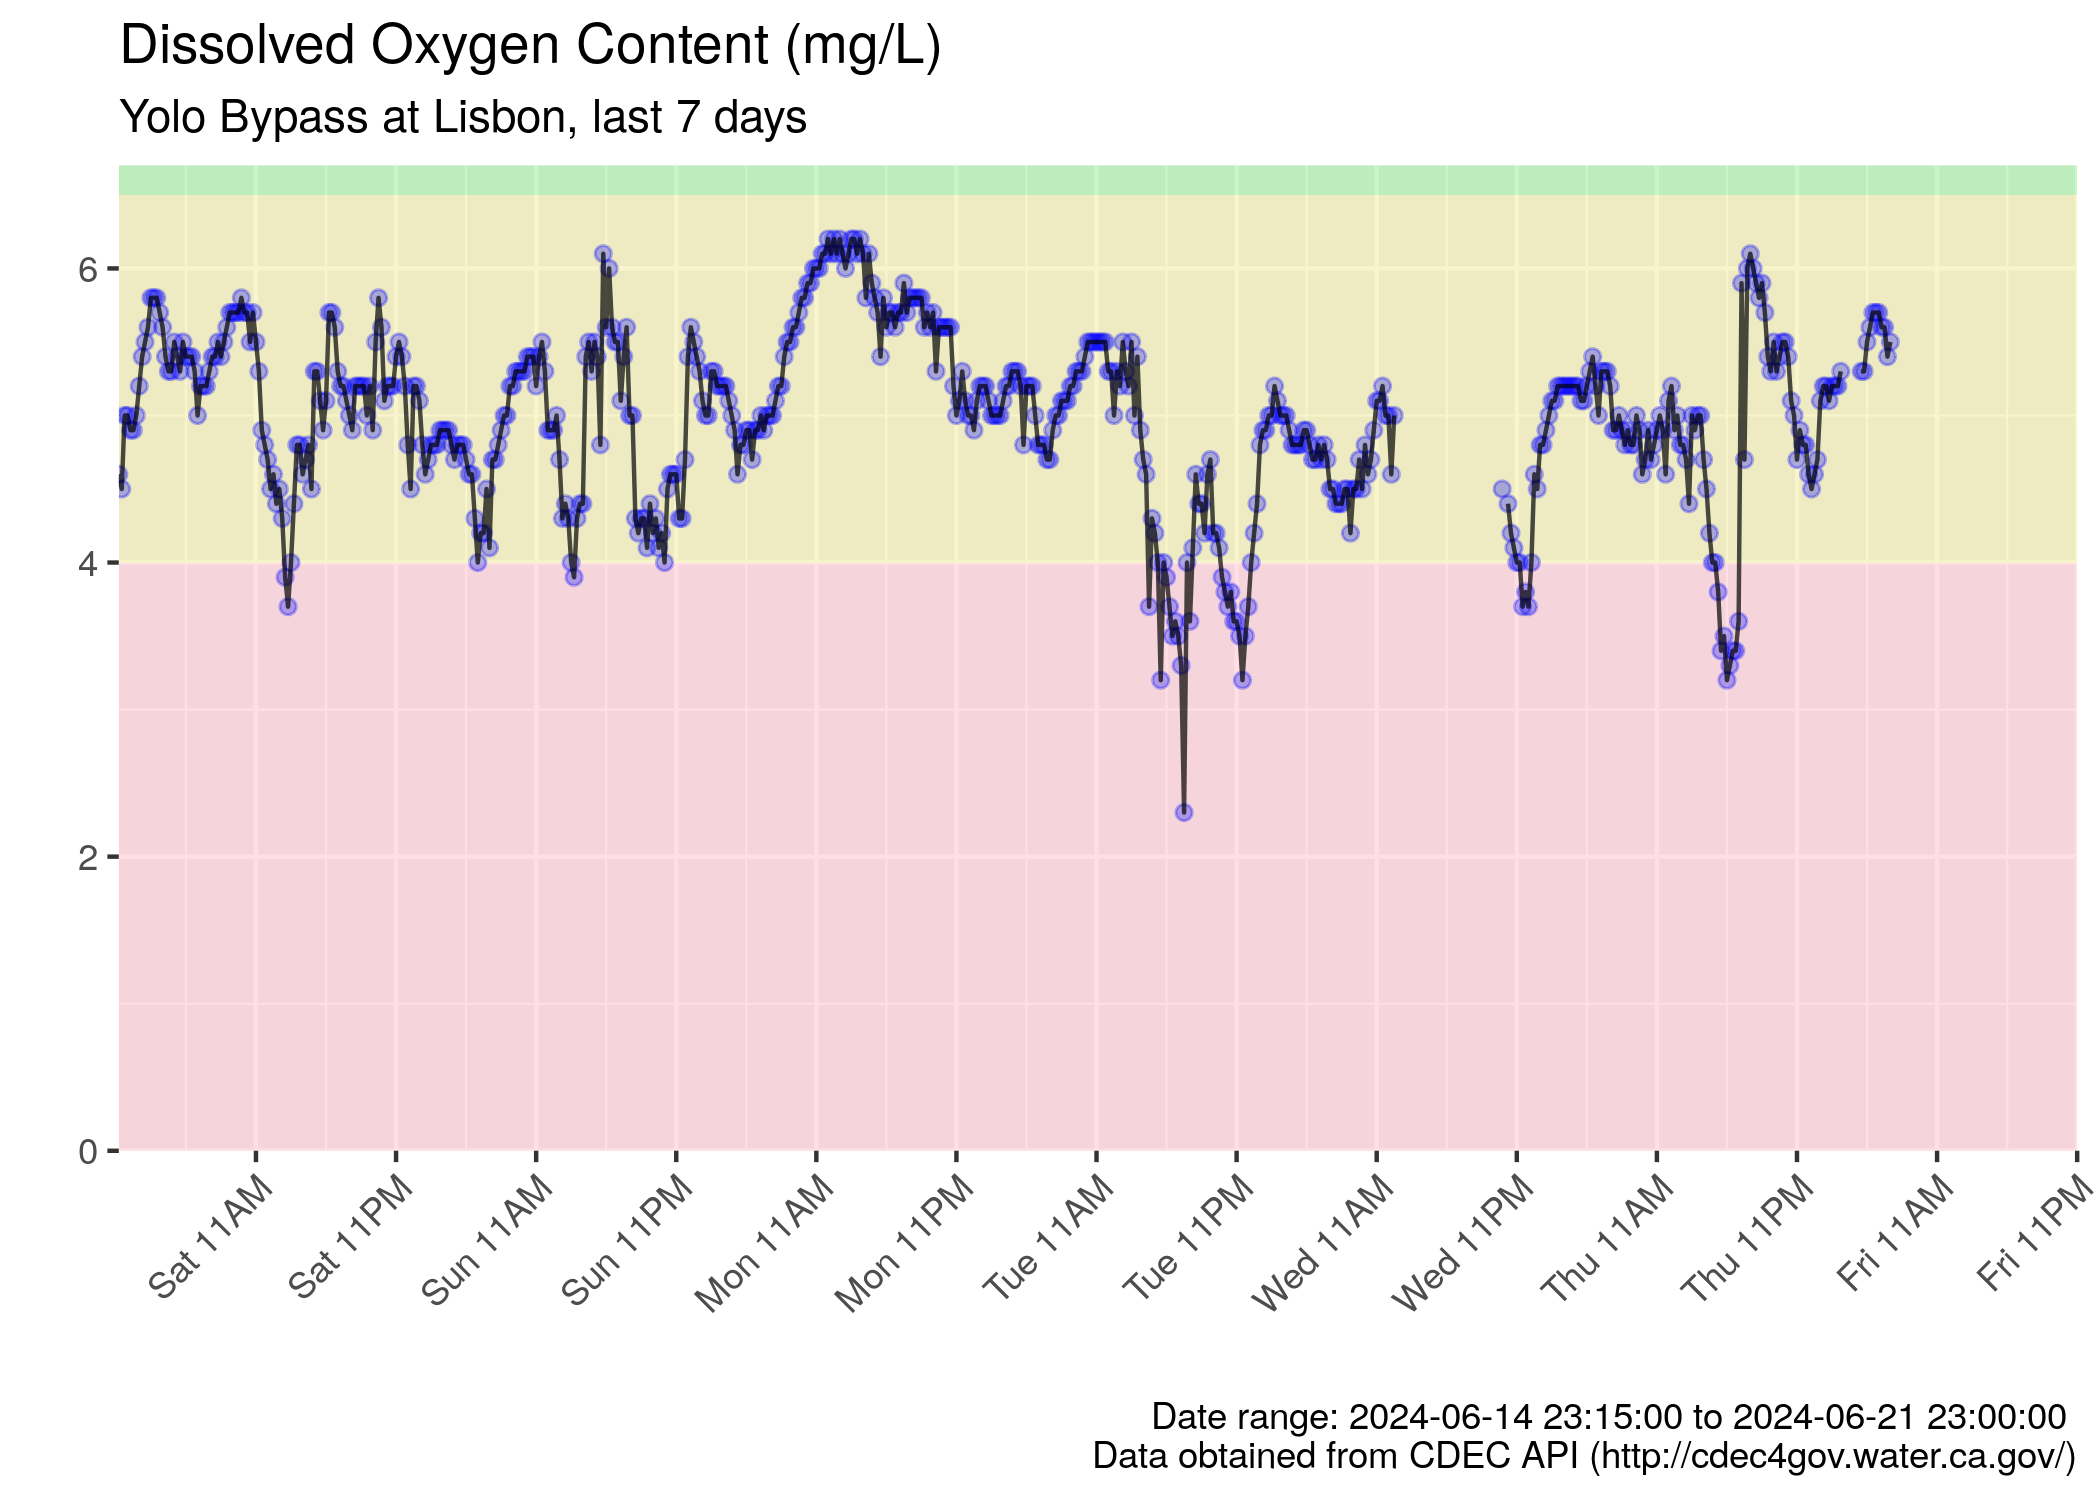 Dissolved Oxygen Content (mg/L)
Yolo Bypass at Lisbon, last 7 days
6
4
2
0
Sat 11AM
Sat 11PM
Sun 11AM
Sun 11PM
Mon 11AM
Mon 11PM
Tue 11AM
Tue 11PM
Wed 11AM
Wed 11PM
Thu 11AM
Thu 11PM
Fri 11AM
Fri 11PM
Date range: 2024-06-14 23:15:00 to 2024-06-21 23:00:00
Data obtained from CDEC API (http://cdec4gov.water.ca.gov/)